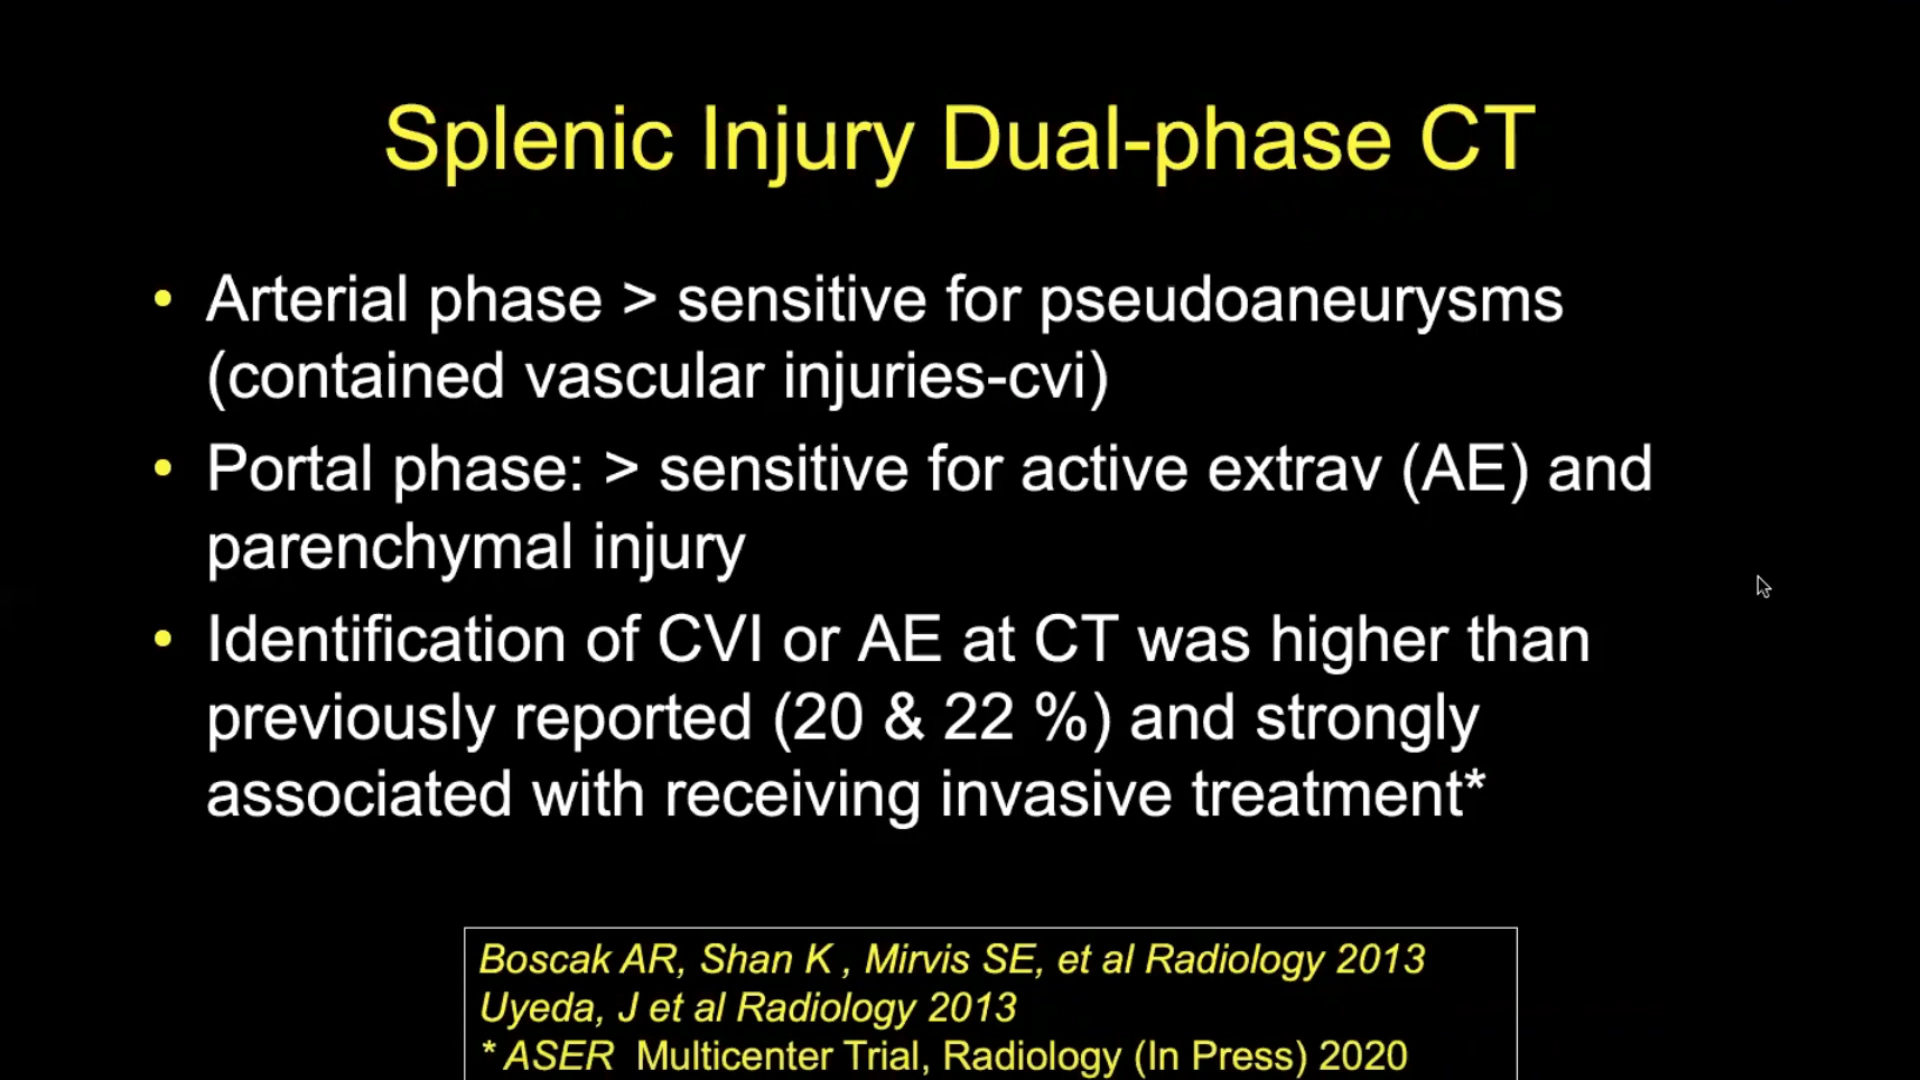 Splenic Injury Dual-phase CT
• Arterial phase > sensitive for pseudoaneurysms
(contained vascular injuries-cvi)
• Portal phase: > sensitive for active extrav (AE) and
parenchymal injury
• Identification of CVI or AE at CT was higher than
previously reported (20 & 22 %) and strongly
associated with receiving invasive treatment*
Boscak AR, Shan K , Mirvis SE, et al Radiology 2013
Uyeda, J et al Radiology 2013
* ASER Multicenter Trial, Radiology (In Press) 2020